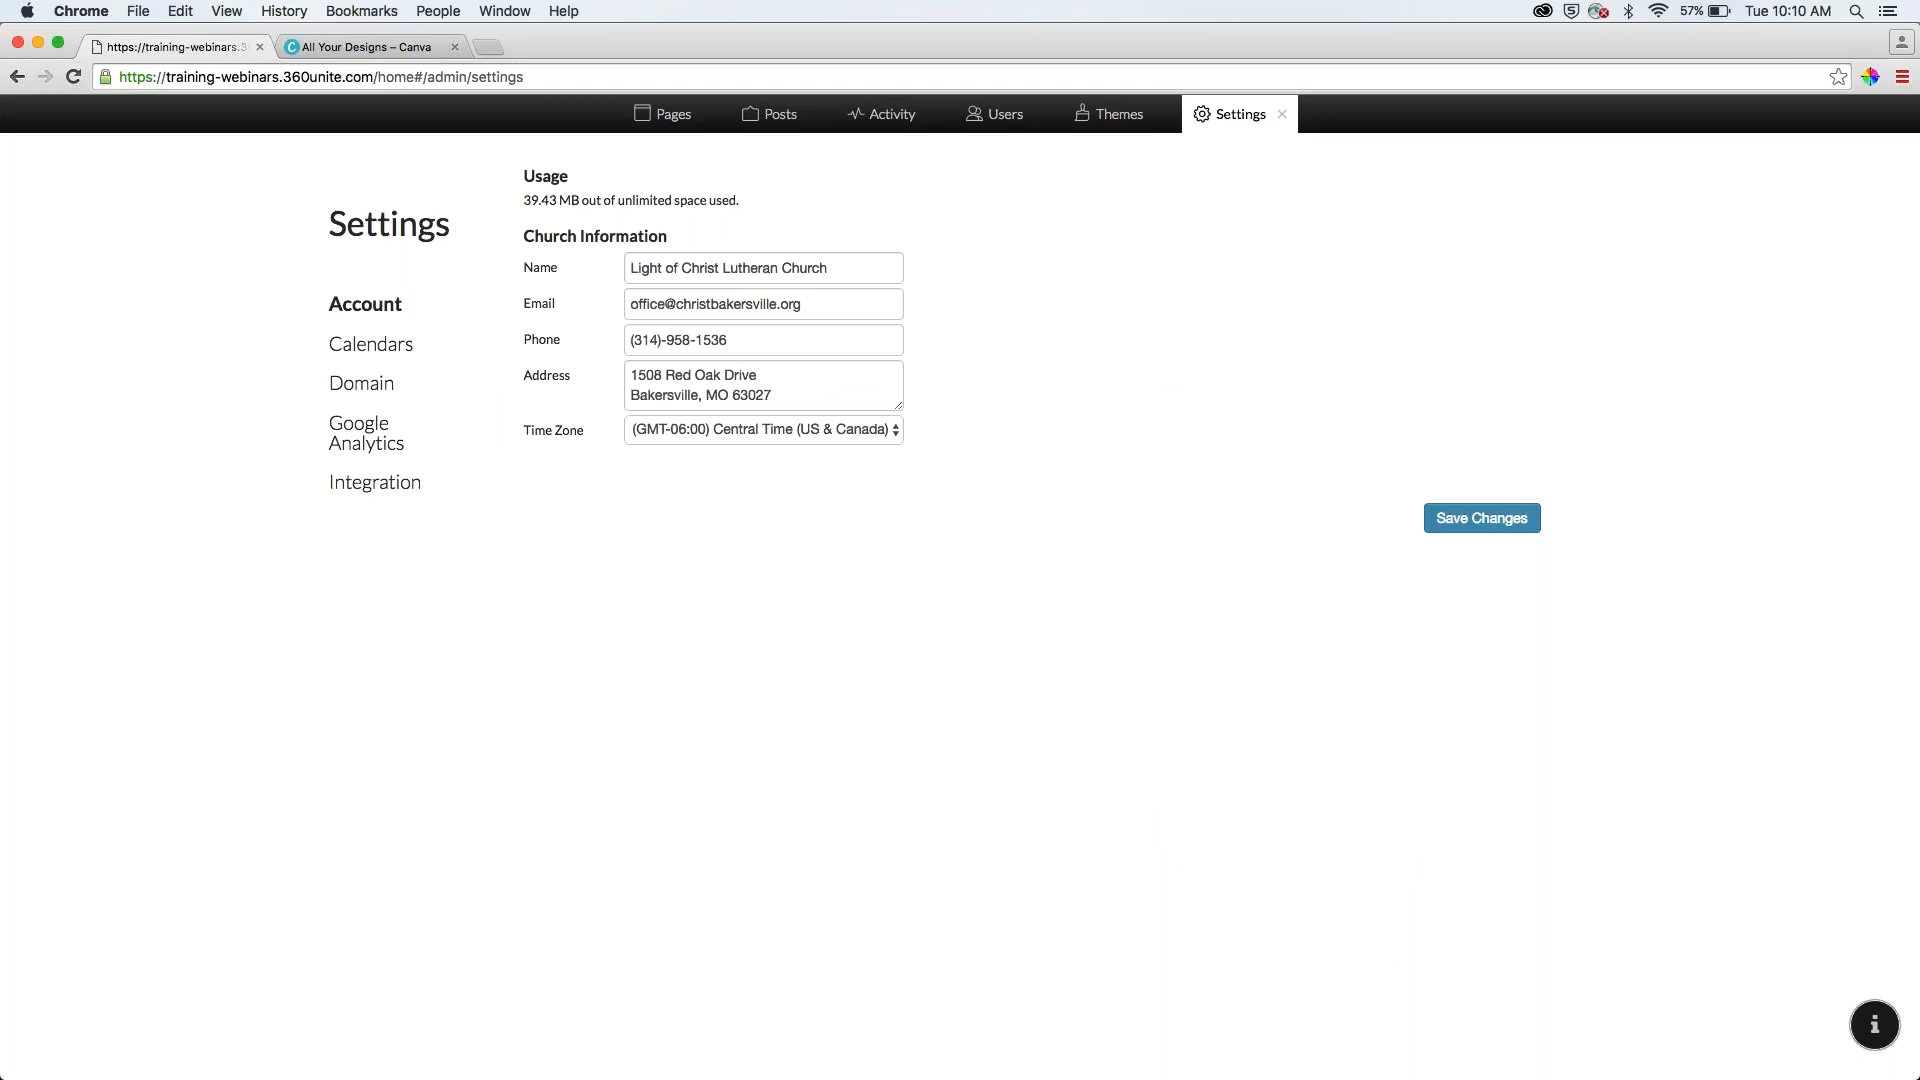 Chrome File Edit View History Bookmarks People Window Help 57% Tue 10:10 AM
https://training-webinars.3 All Your Designs – Canva
https://training-webinars.360unite.com/home#/admin/settings
Pages Posts Activity Users Themes Settings
Usage
39.43 MB out of unlimited space used.
Settings
Church Information
Name Light of Christ Lutheran Church
Account
Email office@christbakersville.org
Calendars
Phone (314)-958-1536
Domain
Address 1508 Red Oak Drive
Bakersville, MO 63027
Google
Analytics
Time Zone (GMT-06:00) Central Time (US & Canada)
Integration
Save Changes